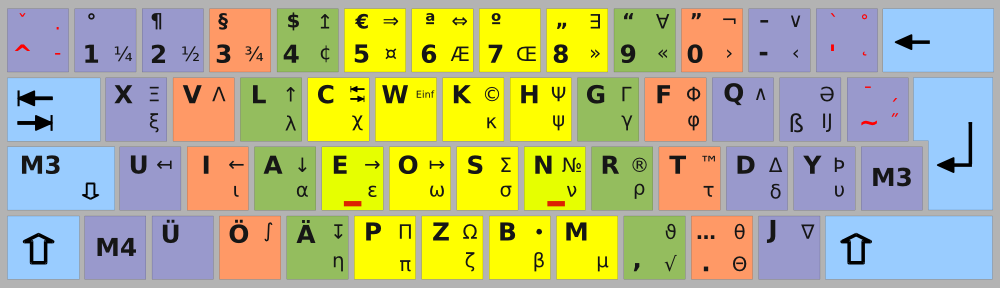 ˇ .
^ -
° 
1 ¼
¶
2 ½
§
3 ¾
$ ↥
4 ¢
€ ⇒
5 ¤
ª ⇔
6 Æ
º
7 Œ
„ ∃
8 »
“ ∀
9 «
” ¬
0 ›
– ∨
- ‹
` °
←
X Ξ
ξ
V Λ
L ↑
λ
C ⇆
χ
W Einf
K ©
κ
H Ψ
ψ
G Γ
γ
F Φ
φ
Q ∧
Ə
ß Ĳ
¯ ˏ
~ ˝
M3
⇩
U ↤
I ←
ι
A ↓
α
E → ε
O ↦
ω
S Σ
σ
N № ν
R ®
ρ
T ™
τ
D Δ
δ
Y Þ
υ
M3
⇧
M4
Ü
Ö ∫
Ä ↧
η
P Π
π
Z Ω
ζ
B •
β
M
μ
ϑ
, √
… θ
. Θ
J ∇
⇧